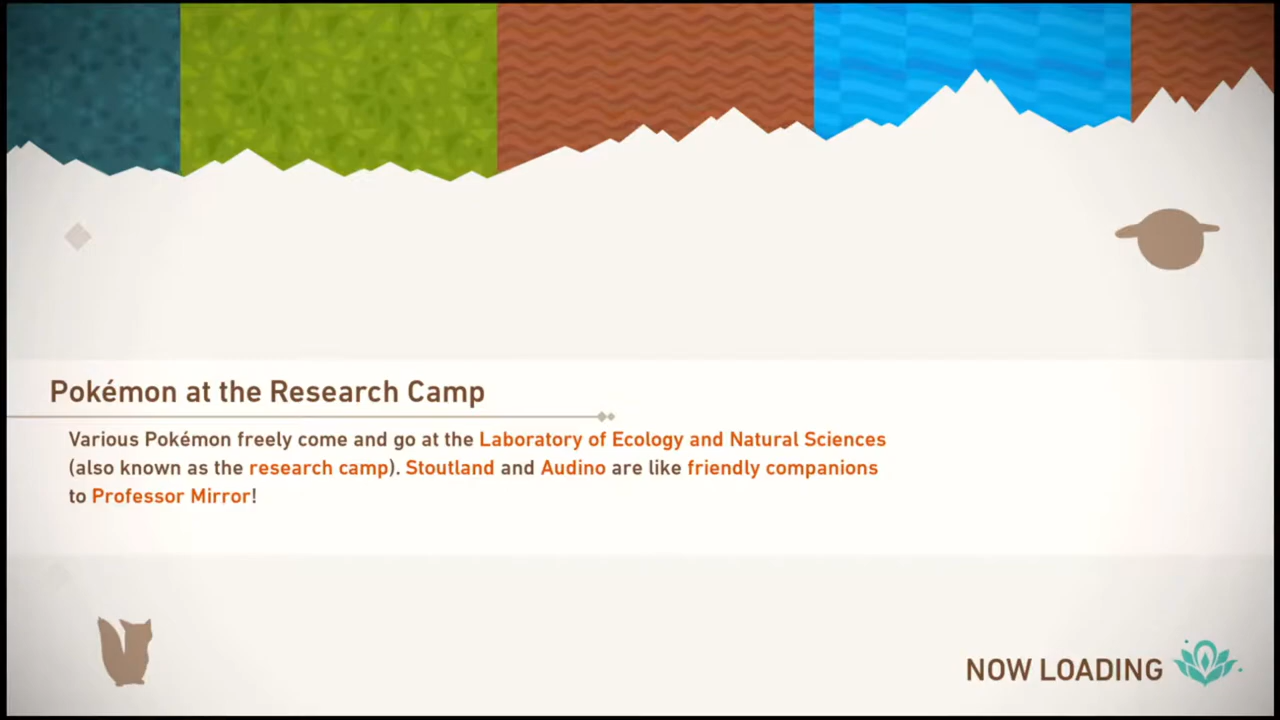 Pokémon at the Research Camp
Various Pokémon freely come and go at the Laboratory of Ecology and Natural Sciences
(also known as the research camp). Stoutland and Audino are like friendly companions
to Professor Mirror!
NOW LOADING